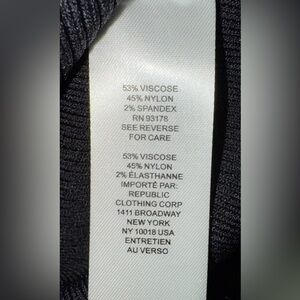 53% VISCOSE
45% NYLON
2% SPANDEX
RN 93178
SEE REVERSE
FOR CARE
53% VISCOSE
45% NYLON
2% ÉLASTHANNE
IMPORTÉ PAR:
REPUBLIC
CLOTHING CORP
1411 BROADWAY
NEW YORK
NY 10018 USA
ENTRETIEN
AU VERSO